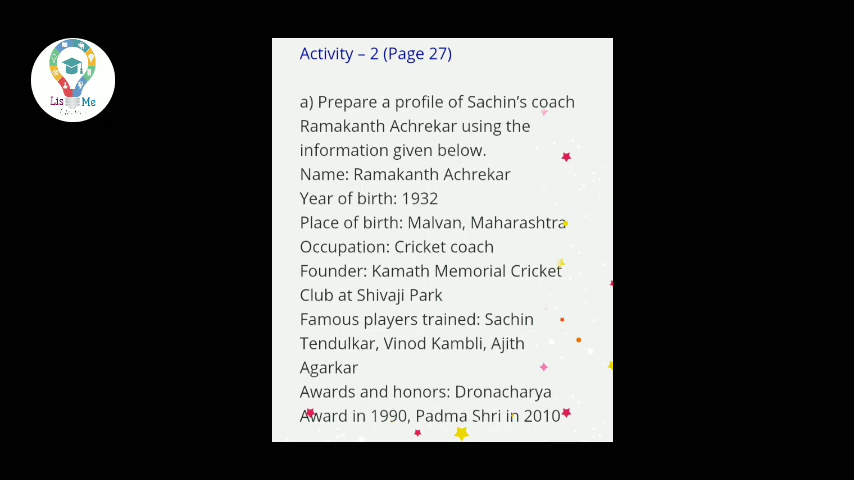 Lis Me
Activity – 2 (Page 27)
a) Prepare a profile of Sachin's coach
Ramakanth Achrekar using the
information given below.
Name: Ramakanth Achrekar
Year of birth: 1932
Place of birth: Malvan, Maharashtra
Occupation: Cricket coach
Founder: Kamath Memorial Cricket
Club at Shivaji Park
Famous players trained: Sachin
Tendulkar, Vinod Kambli, Ajith
Agarkar
Awards and honors: Dronacharya
Award in 1990, Padma Shri in 2010